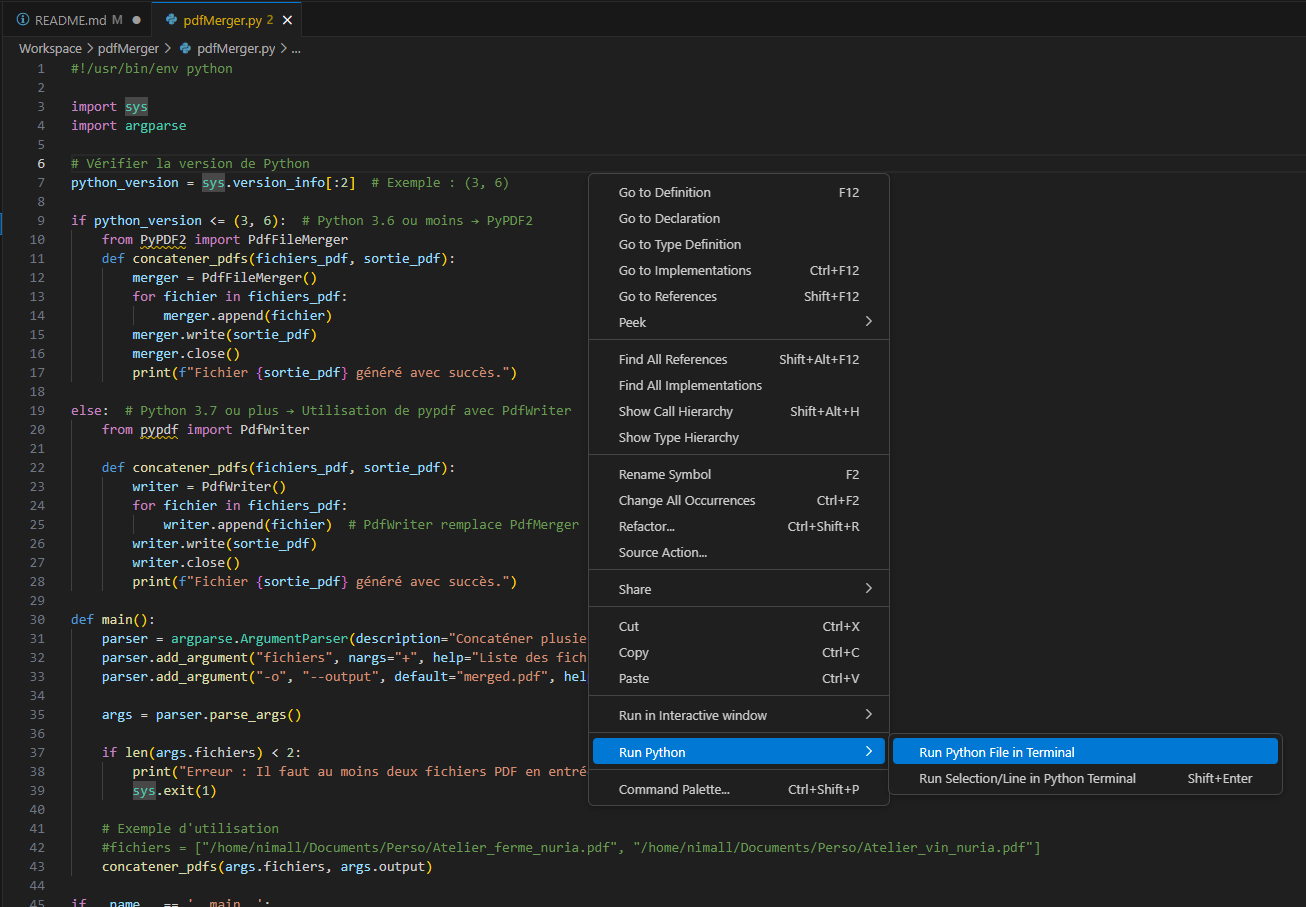 README.md M
pdfMerger.py 2
Workspace > pdfMerger > pdfMerger.py > ...
1 #!/usr/bin/env python
2
3 import sys
4 import argparse
5
6 # Vérifier la version de Python
7 python_version = sys.version_info[:2]  # Exemple : (3, 6)
8
9 if python_version <= (3, 6):  # Python 3.6 ou moins → PyPDF2
10     from PyPDF2 import PdfFileMerger
11     def concatener_pdfs(fichiers_pdf, sortie_pdf):
12         merger = PdfFileMerger()
13         for fichier in fichiers_pdf:
14             merger.append(fichier)
15         merger.write(sortie_pdf)
16         merger.close()
17         print(f"Fichier {sortie_pdf} généré avec succès.")
18
19 else:  # Python 3.7 ou plus → Utilisation de pypdf avec PdfWriter
20     from pypdf import PdfWriter
21
22     def concatener_pdfs(fichiers_pdf, sortie_pdf):
23         writer = PdfWriter()
24         for fichier in fichiers_pdf:
25             writer.append(fichier)  # PdfWriter remplace PdfMerger
26         writer.write(sortie_pdf)
27         writer.close()
28         print(f"Fichier {sortie_pdf} généré avec succès.")
29
30 def main():
31     parser = argparse.ArgumentParser(description="Concaténer plusie
32     parser.add_argument("fichiers", nargs="+", help="Liste des fich
33     parser.add_argument("-o", "--output", default="merged.pdf", hel
34
35     args = parser.parse_args()
36
37     if len(args.fichiers) < 2:
38         print("Erreur : Il faut au moins deux fichiers PDF en entré
39         sys.exit(1)
40
41     # Exemple d'utilisation
42     #fichiers = ["/home/nimall/Documents/Perso/Atelier_ferme_nuria.pdf", "/home/nimall/Documents/Perso/Atelier_vin_nuria.pdf"]
43     concatener_pdfs(args.fichiers, args.output)
44
45 if __name__ == '__main__':
Go to Definition F12
Go to Declaration
Go to Type Definition
Go to Implementations Ctrl+F12
Go to References Shift+F12
Peek >
Find All References Shift+Alt+F12
Find All Implementations
Show Call Hierarchy Shift+Alt+H
Show Type Hierarchy
Rename Symbol F2
Change All Occurrences Ctrl+F2
Refactor... Ctrl+Shift+R
Source Action...
Share >
Cut Ctrl+X
Copy Ctrl+C
Paste Ctrl+V
Run in Interactive window >
Run Python >
Command Palette... Ctrl+Shift+P
Run Python File in Terminal
Run Selection/Line in Python Terminal Shift+Enter